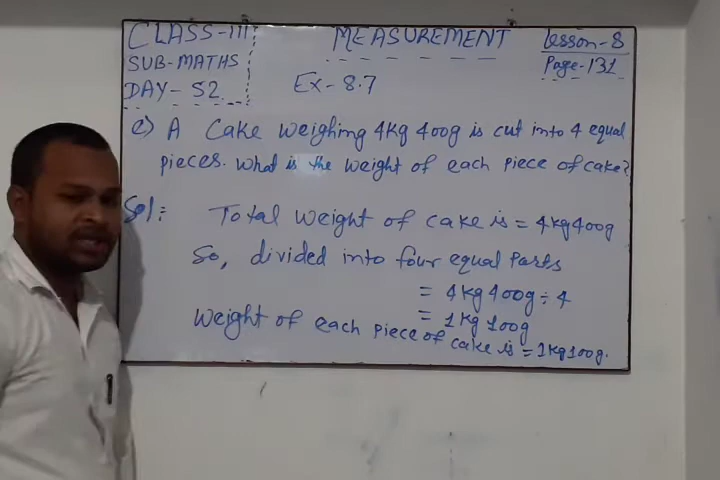 CLASS-III
MEASUREMENT
Lesson-8
SUB-MATHS
Page-131
DAY-52
Ex-8.7
e) A Cake weighing 4Kg 400g is cut into 4 equal
pieces. What is the weight of each piece of cake?
Sol: Total weight of cake is = 4Kg 400g
So, divided into four equal Parts
= 4Kg 400g ÷ 4
= 1Kg 100g
Weight of each piece of cake is = 1Kg 100g.